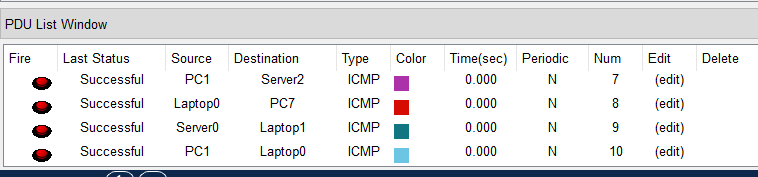 PDU List Window
Fire Last Status Source Destination Type Color Time(sec) Periodic Num Edit Delete
Successful PC1 Server2 ICMP 0.000 N 7 (edit)
Successful Laptop0 PC7 ICMP 0.000 N 8 (edit)
Successful Server0 Laptop1 ICMP 0.000 N 9 (edit)
Successful PC1 Laptop0 ICMP 0.000 N 10 (edit)